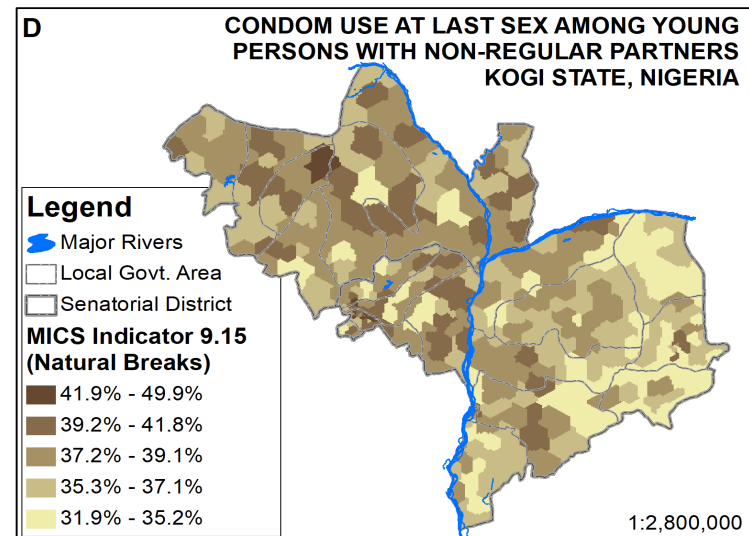 D
CONDOM USE AT LAST SEX AMONG YOUNG
PERSONS WITH NON-REGULAR PARTNERS
KOGI STATE, NIGERIA
Legend
Major Rivers
Local Govt. Area
Senatorial District
MICS Indicator 9.15
(Natural Breaks)
41.9% - 49.9%
39.2% - 41.8%
37.2% - 39.1%
35.3% - 37.1%
31.9% - 35.2%
1:2,800,000